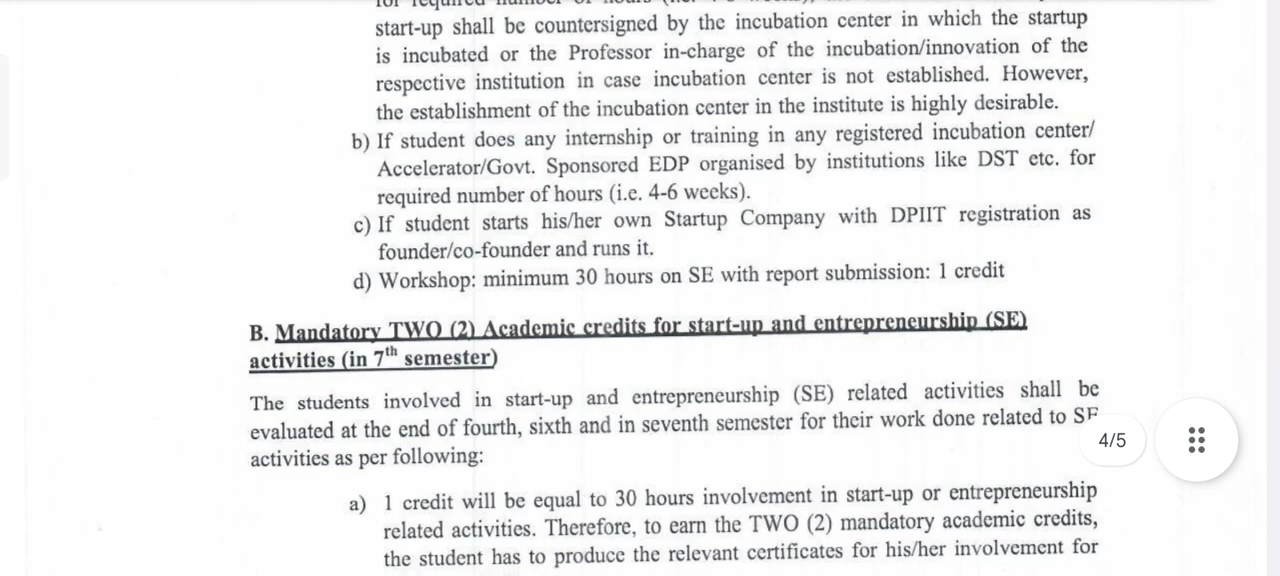 for required number of hours (i.e. 4-6 weeks),
start-up shall be countersigned by the incubation center in which the startup
is incubated or the Professor in-charge of the incubation/innovation of the
respective institution in case incubation center is not established. However,
the establishment of the incubation center in the institute is highly desirable.
b) If student does any internship or training in any registered incubation center/
Accelerator/Govt. Sponsored EDP organised by institutions like DST etc. for
required number of hours (i.e. 4-6 weeks).
c) If student starts his/her own Startup Company with DPIIT registration as
founder/co-founder and runs it.
d) Workshop: minimum 30 hours on SE with report submission: 1 credit
B. Mandatory TWO (2) Academic credits for start-up and entrepreneurship (SE)
activities (in 7th semester)
The students involved in start-up and entrepreneurship (SE) related activities shall be
evaluated at the end of fourth, sixth and in seventh semester for their work done related to SE
activities as per following:
4/5
a) 1 credit will be equal to 30 hours involvement in start-up or entrepreneurship
related activities. Therefore, to earn the TWO (2) mandatory academic credits,
the student has to produce the relevant certificates for his/her involvement for